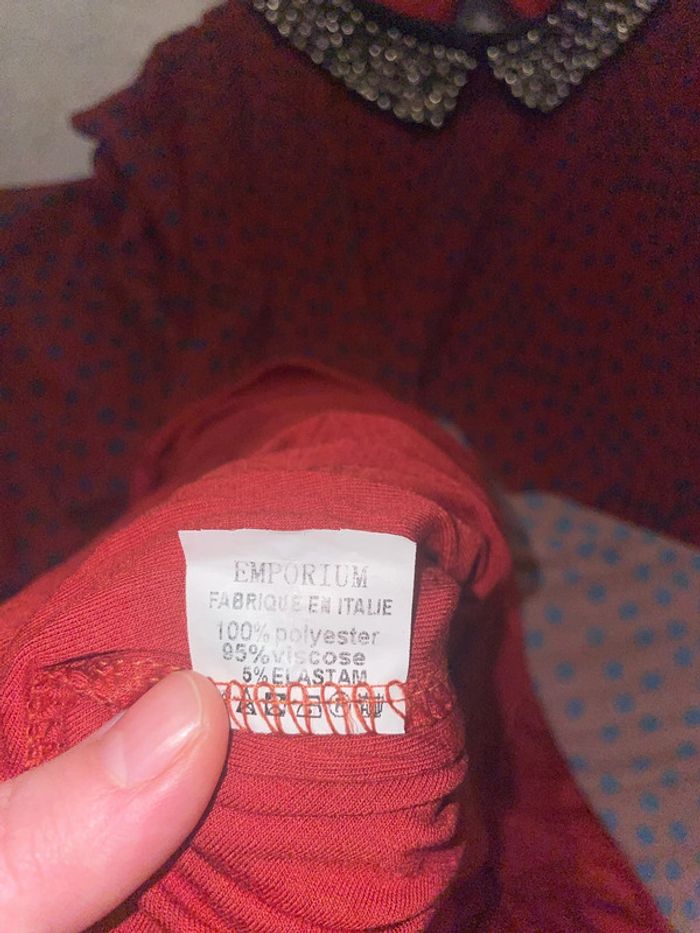 EMPORIUM
FABRIQUE EN ITALIE
100% polyester
95% viscose
5% ELASTAM